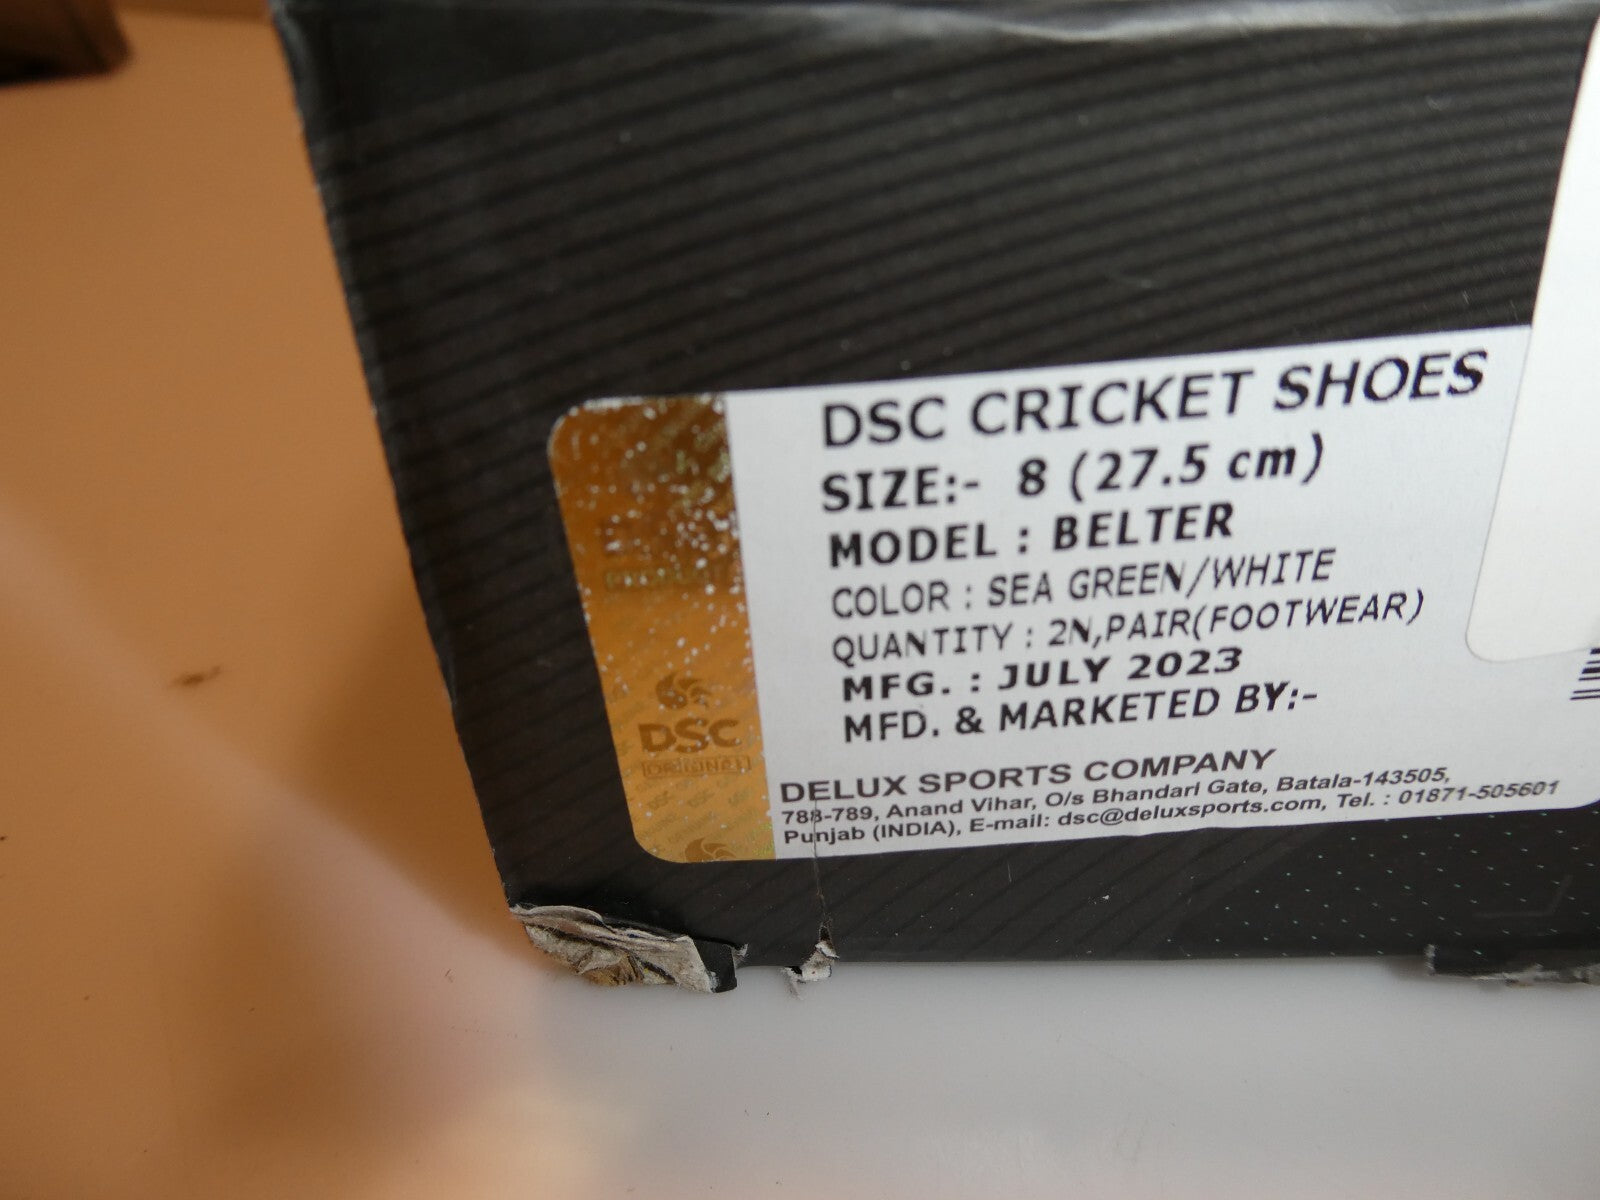 DSC CRICKET SHOES
SIZE:- 8 (27.5 cm)
MODEL : BELTER
COLOR : SEA GREEN/WHITE
QUANTITY : 2N,PAIR(FOOTWEAR)
MFG. : JULY 2023
MFD. & MARKETED BY:-
DELUX SPORTS COMPANY
788-789, Anand Vihar, O/s Bhandari Gate, Batala-143505,
Punjab (INDIA), E-mail: dsc@deluxsports.com, Tel. : 01871-505601
PRODUCT
DSC
ORIGINAL